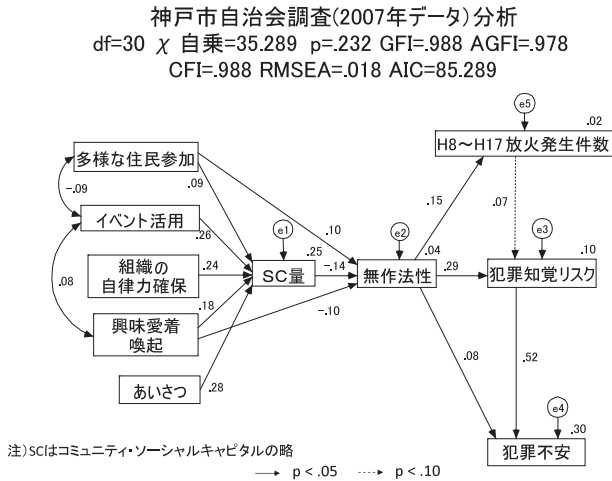 神戸市自治会調査(2007年データ)分析
df=30 χ 自乗=35.289 p=.232 GFI=.988 AGFI=.978
CFI=.988 RMSEA=.018 AIC=85.289
e5
.02
H8～H17 放火発生件数
多様な住民参加
-.09
.09
.10
.15
.07
イベント活用
.26
e1
e2
e3
.25
.04
.10
組織の
自律力確保
.24
SC量
-.14
無作法性
.29
犯罪知覚リスク
.08
.18
-.10
興味愛着
喚起
.08
.52
あいさつ
.28
e4
.30
犯罪不安
注)SCはコミュニティ・ソーシャルキャピタルの略
p < .05
p < .10